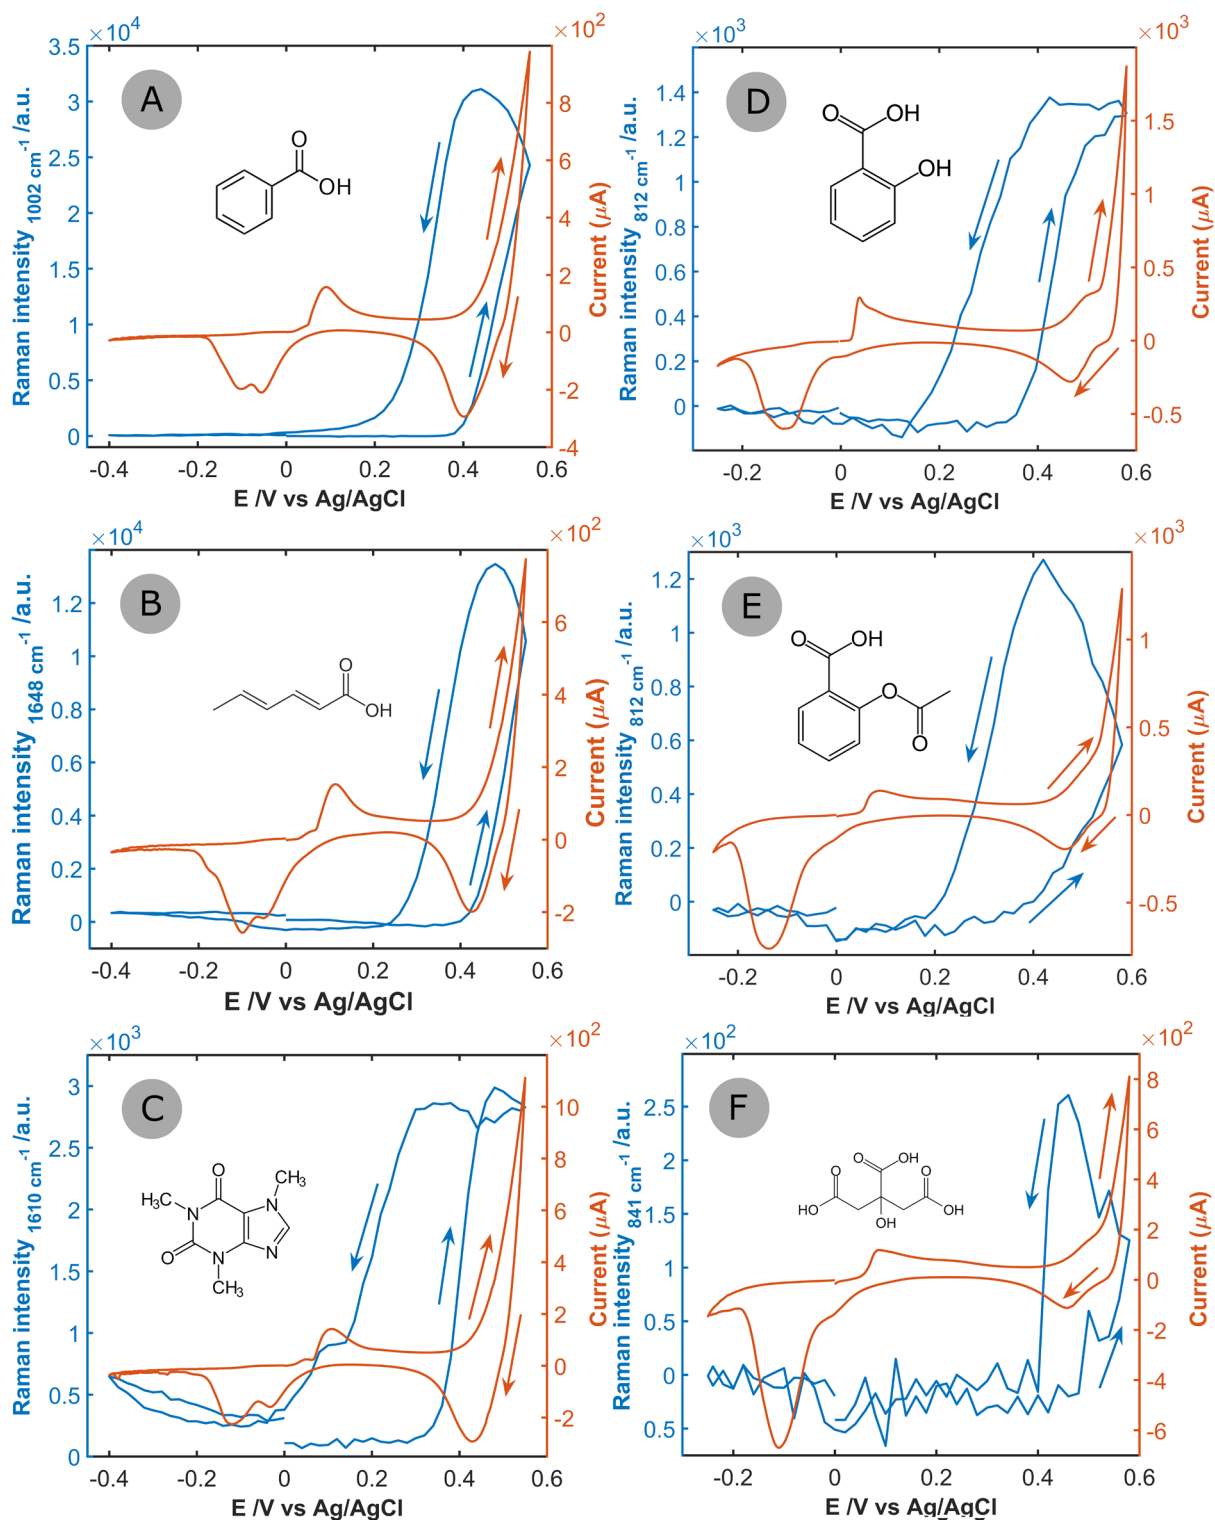 ×10⁴
×10²
A
O
OH
3.5
3
2.5
2
1.5
1
0.5
0
8
6
4
2
0
-2
-4
-0.4 -0.2 0 0.2 0.4 0.6
Raman intensity 1002 cm⁻¹ /a.u.
Current (µA)
E /V vs Ag/AgCl
×10³
×10³
D
O
OH
OH
1.4
1.2
1
0.8
0.6
0.4
0.2
0
1.5
1
0.5
0
-0.5
-0.2 0 0.2 0.4 0.6
Raman intensity 812 cm⁻¹ /a.u.
Current (µA)
E /V vs Ag/AgCl
×10⁴
×10²
B
O
OH
1.2
1
0.8
0.6
0.4
0.2
0
6
4
2
0
-2
-0.4 -0.2 0 0.2 0.4 0.6
Raman intensity 1648 cm⁻¹ /a.u.
Current (µA)
E /V vs Ag/AgCl
×10³
×10³
E
O
OH
O
O
1.2
1
0.8
0.6
0.4
0.2
0
1
0.5
0
-0.5
-0.2 0 0.2 0.4 0.6
Raman intensity 812 cm⁻¹ /a.u.
Current (µA)
E /V vs Ag/AgCl
×10³
×10²
C
O
CH₃
H₃C
N
N
O
N
N
CH₃
3
2.5
2
1.5
1
0.5
0
10
8
6
4
2
0
-2
-0.4 -0.2 0 0.2 0.4 0.6
Raman intensity 1610 cm⁻¹ /a.u.
Current (µA)
E /V vs Ag/AgCl
×10²
×10²
F
O
OH
O
O
HO
OH
OH
2.5
2
1.5
1
0.5
0
0.5
8
6
4
2
0
-2
-4
-6
-0.2 0 0.2 0.4 0.6
Raman intensity 841 cm⁻¹ /a.u.
Current (µA)
E /V vs Ag/AgCl